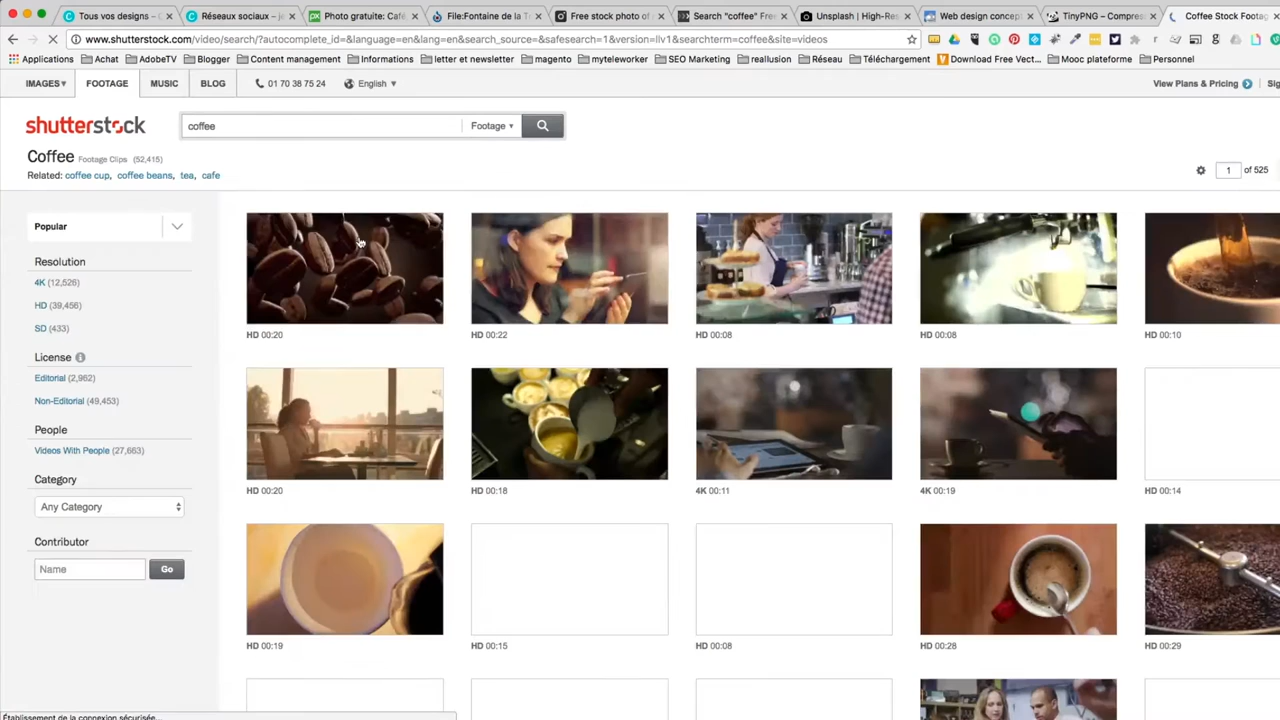 Tous vos designs –
Réseaux sociaux – je
Photo gratuite: Café
File:Fontaine de la T
Free stock photo of
Search "coffee" Free
Unsplash | High-Res
Web design concept
TinyPNG – Compress
Coffee Stock Footag
www.shutterstock.com/video/search/?autocomplete_id=&language=en&lang=en&search_source=&safesearch=1&version=llv1&searchterm=coffee&site=videos
Applications Achat AdobeTV Blogger Content management Informations letter et newsletter magento myteleworker SEO Marketing reallusion Réseau Téléchargement Download Free Vect... Mooc plateforme Personnel
IMAGES FOOTAGE MUSIC BLOG 01 70 38 75 24 English View Plans & Pricing Sig
shutterstock coffee Footage
Coffee Footage Clips (52,415)
Related: coffee cup, coffee beans, tea, cafe
1 of 525
Popular
Resolution
4K (12,526)
HD (39,456)
SD (433)
License
Editorial (2,962)
Non-Editorial (49,453)
People
Videos With People (27,663)
Category
Any Category
Contributor
Name Go
HD 00:20 HD 00:22 HD 00:08 HD 00:08 HD 00:10
HD 00:20 HD 00:18 4K 00:11 4K 00:19 HD 00:14
HD 00:19 HD 00:15 HD 00:08 HD 00:28 HD 00:29
Établissement de la connexion sécurisée...